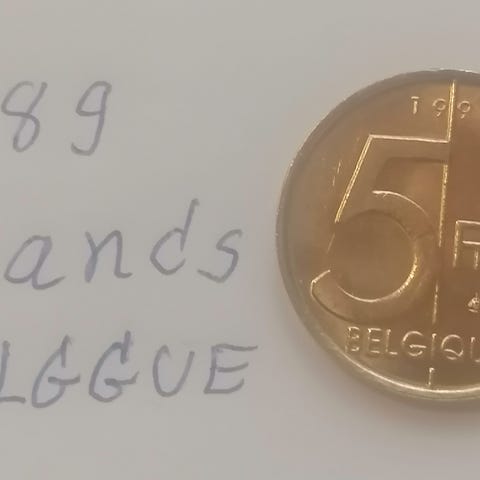 89
ands
LGGUE
199
5
F
BELGIQU